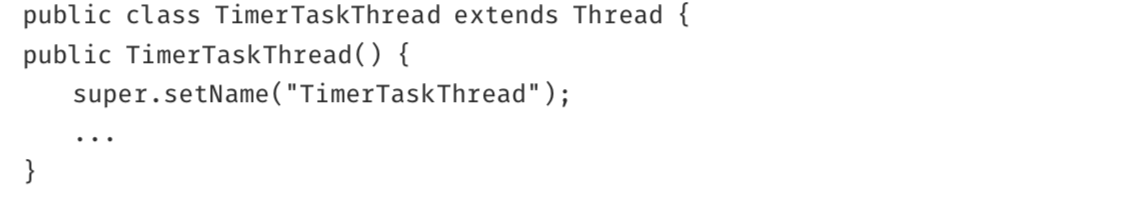 public class TimerTaskThread extends Thread {
public TimerTaskThread() {
    super.setName("TimerTaskThread");
    ...
}